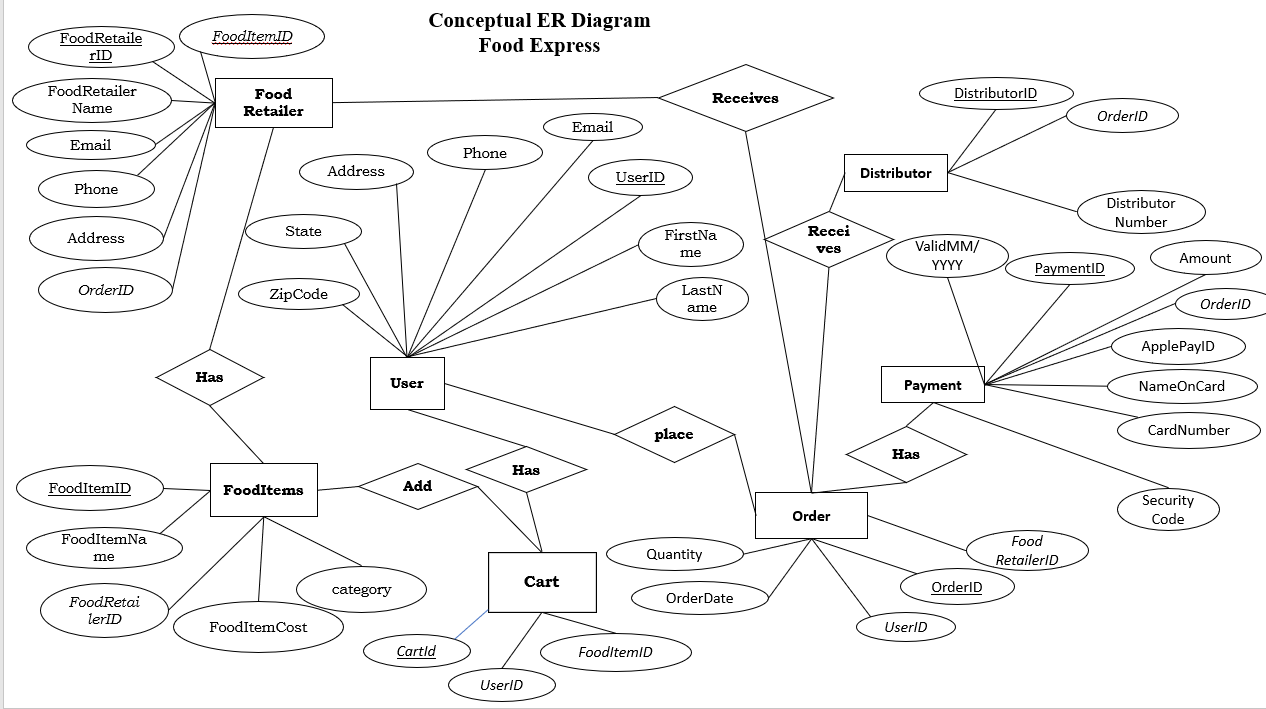 Conceptual ER Diagram
Food Express
FoodRetaile
rID
FoodItemID
FoodRetailer
Name
Email
Phone
Address
OrderID
Food
Retailer
Receives
DistributorID
OrderID
Distributor
Distributor
Number
Recei
ves
Email
Phone
Address
UserID
State
FirstNa
me
ZipCode
LastN
ame
ValidMM/
YYYY
PaymentID
Amount
OrderID
ApplePayID
NameOnCard
CardNumber
Payment
Security
Code
Has
User
place
Has
Has
FoodItemID
FoodItems
Add
FoodItemNa
me
FoodRetai
lerID
FoodItemCost
category
Cart
CartId
UserID
FoodItemID
Order
Quantity
OrderDate
Food
RetailerID
OrderID
UserID